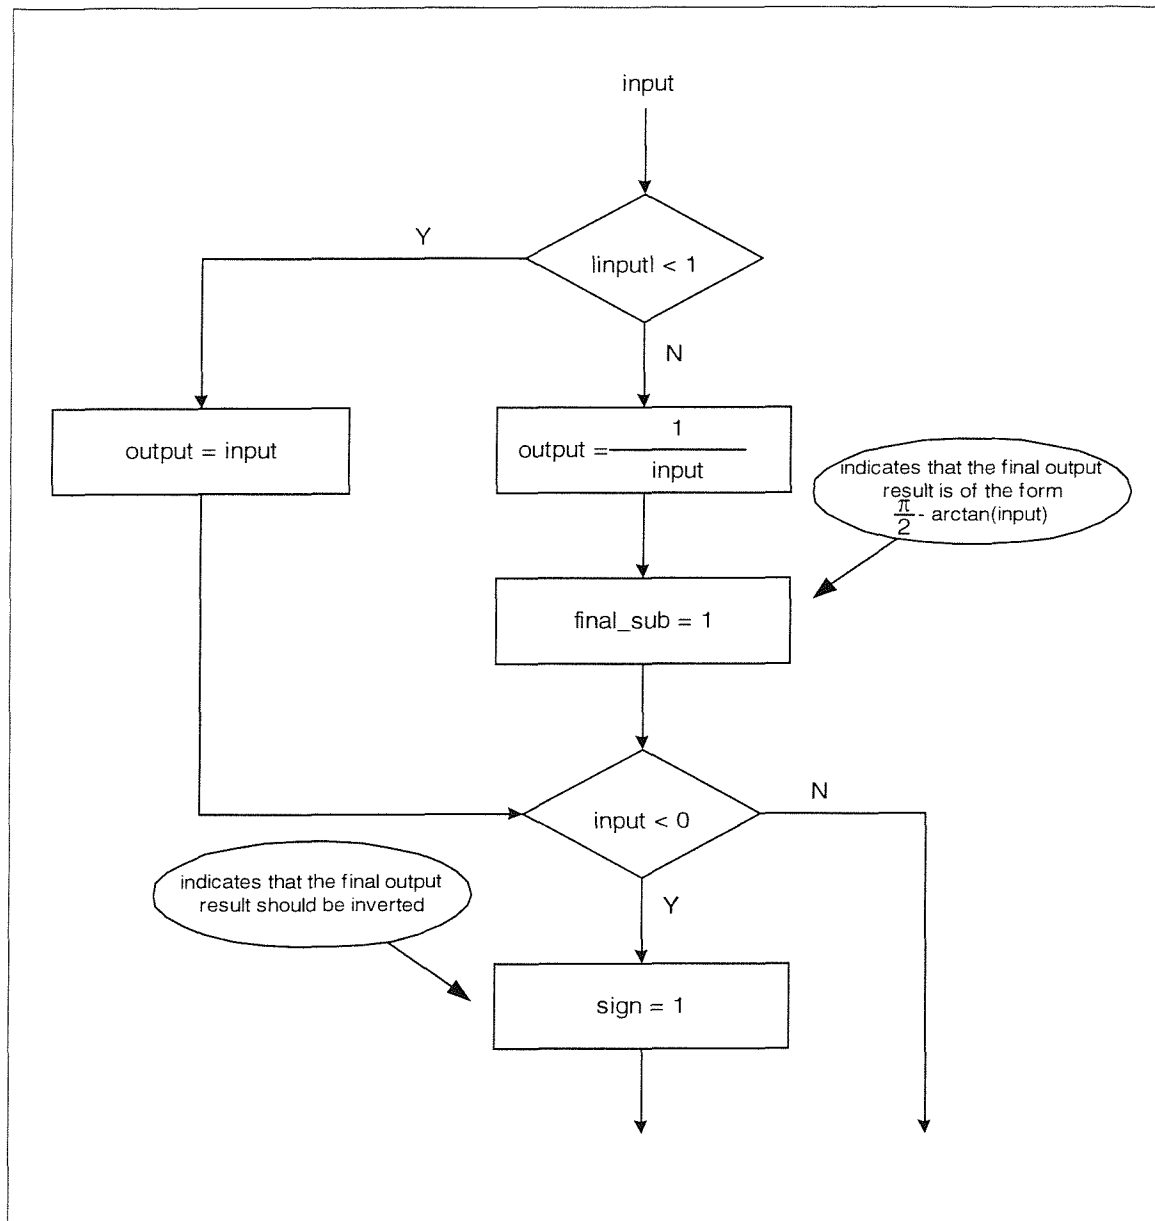 input
Y
|input| < 1
N
output = input
output = 1/input
indicates that the final output
result is of the form
π/2 - arctan(input)
final_sub = 1
N
input < 0
indicates that the final output
result should be inverted
Y
sign = 1